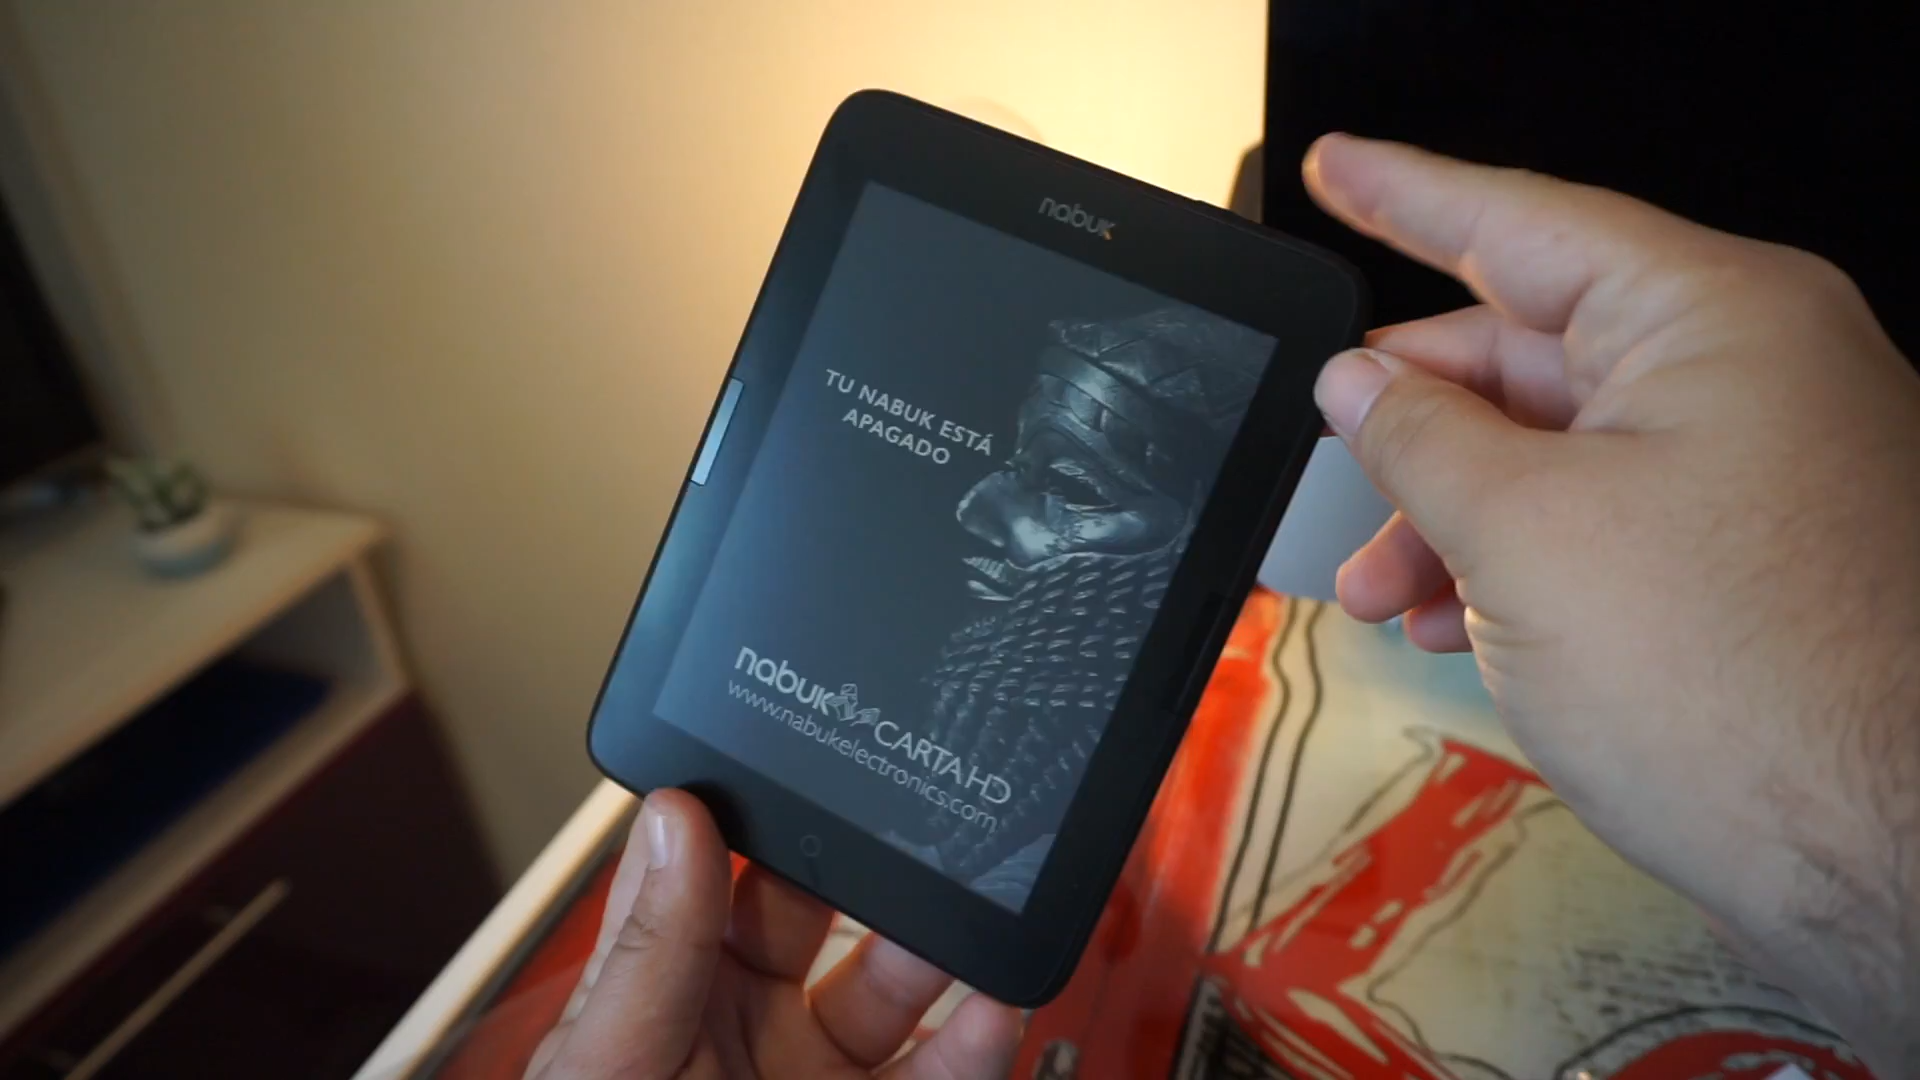 nabuk
TU NABUK ESTÁ
APAGADO
nabuk CARTA HD
www.nabukelectronics.com